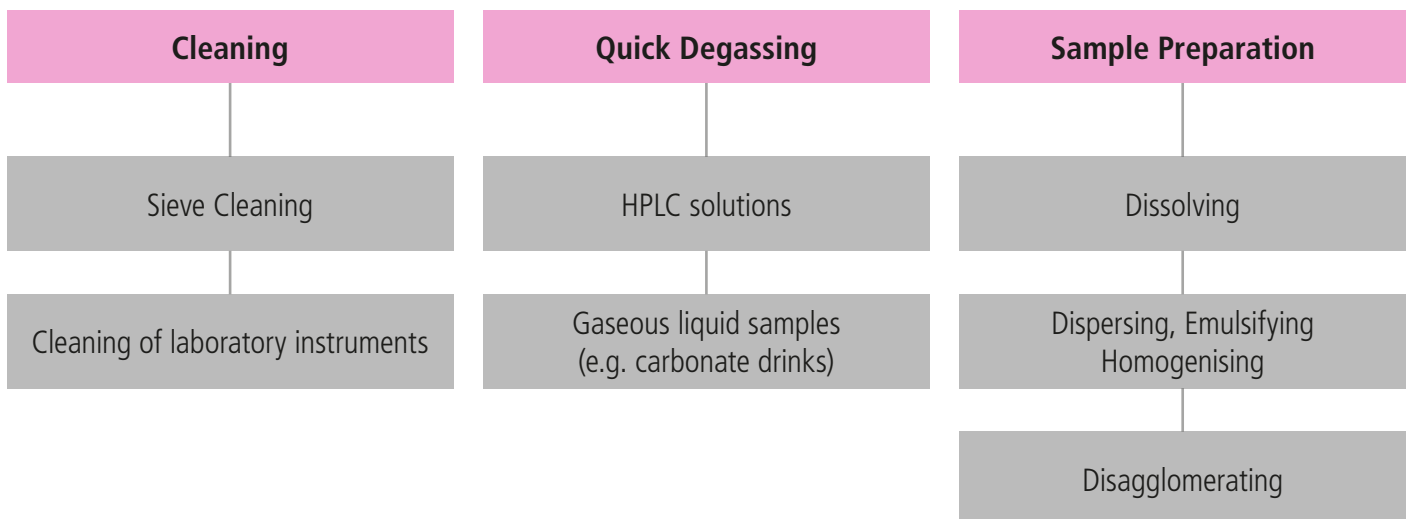 Cleaning
Sieve Cleaning
Cleaning of laboratory instruments
Quick Degassing
HPLC solutions
Gaseous liquid samples
(e.g. carbonate drinks)
Sample Preparation
Dissolving
Dispersing, Emulsifying
Homogenising
Disagglomerating